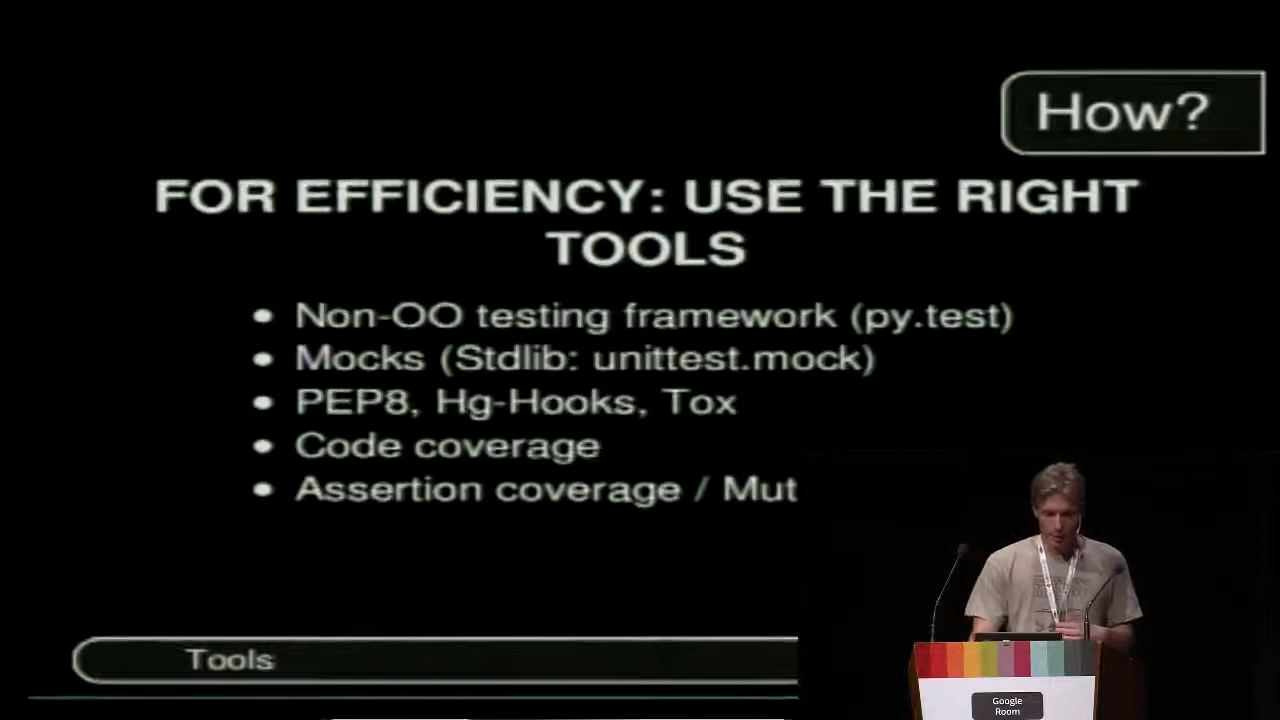 How?
FOR EFFICIENCY: USE THE RIGHT
TOOLS
Non-OO testing framework (py.test)
Mocks (Stdlib: unittest.mock)
PEP8, Hg-Hooks, Tox
Code coverage
Assertion coverage / Mut
Tools
Google
Room